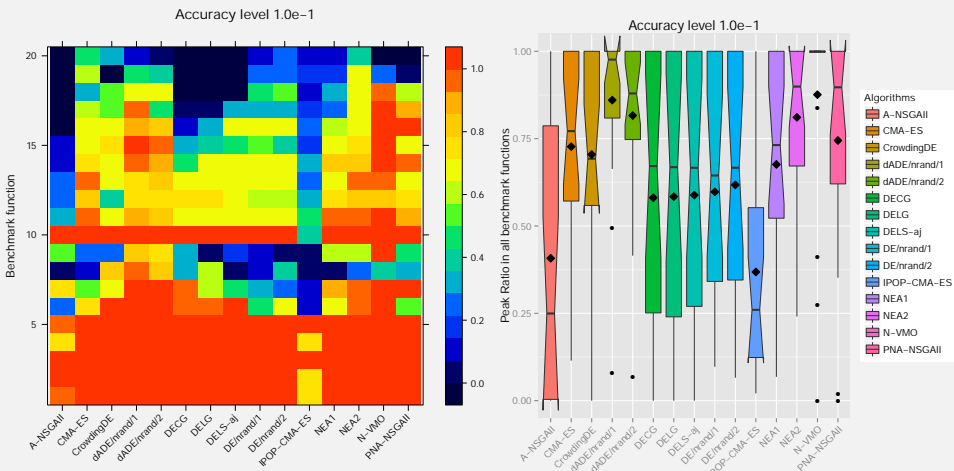 Accuracy level 1.0e−1
Benchmark function
20
15
10
5
A−NSGAII
CMA−ES
CrowdingDE
dADE/nrand/1
dADE/nrand/2
DECG
DELG
DELS−aj
DE/nrand/1
DE/nrand/2
IPOP−CMA−ES
NEA1
NEA2
N−VMO
PNA−NSGAII
1.0
0.8
0.6
0.4
0.2
0.0
Accuracy level 1.0e−1
Peak Ratio in all benchmark functions
1.00
0.75
0.50
0.25
0.00
A−NSGAII
CMA−ES
CrowdingDE
dADE/nrand/1
dADE/nrand/2
DECG
DELG
DELS−aj
DE/nrand/1
DE/nrand/2
POP−CMA−ES
NEA1
NEA2
N−VMO
PNA−NSGAII
Algorithms
A−NSGAII
CMA−ES
CrowdingDE
dADE/nrand/1
dADE/nrand/2
DECG
DELG
DELS−aj
DE/nrand/1
DE/nrand/2
IPOP−CMA−ES
NEA1
NEA2
N−VMO
PNA−NSGAII